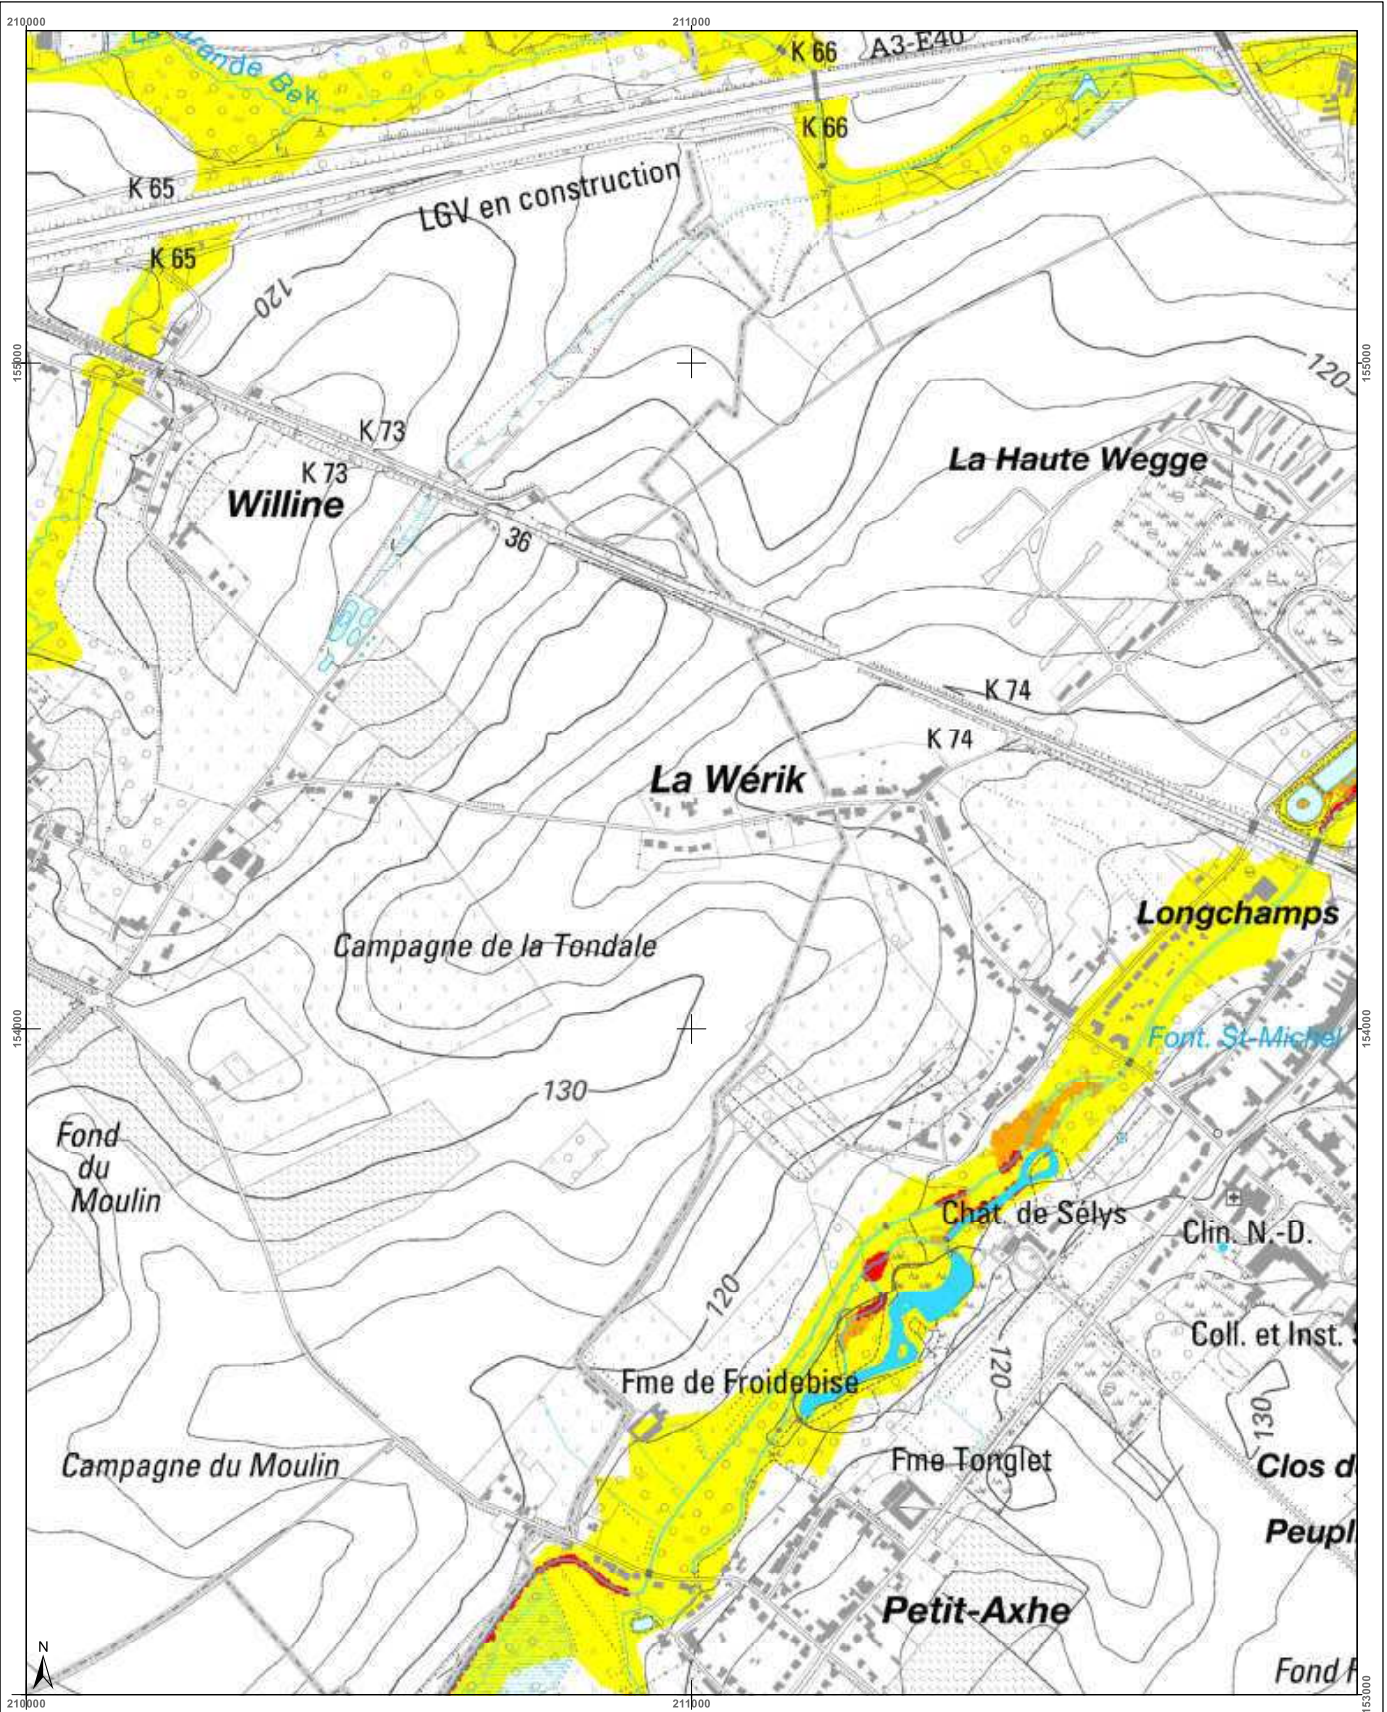 210000
211000
La Grande Bek
K 66
A3-E40
K 66
K 65
LGV en construction
K 65
120
155000
155000
120
K 73
K 73
La Haute Wegge
Willine
36
K 74
K 74
La Wérik
Longchamps
Campagne de la Tondale
154000
154000
Font. St-Michel
130
Fond
du
Moulin
Chât. de Sélys
Clin. N.-D.
120
Coll. et Inst. S
120
Fme de Froidebise
130
Campagne du Moulin
Fme Tonglet
Clos d
Peupl
Petit-Axhe
N
Fond
210000
211000
153000